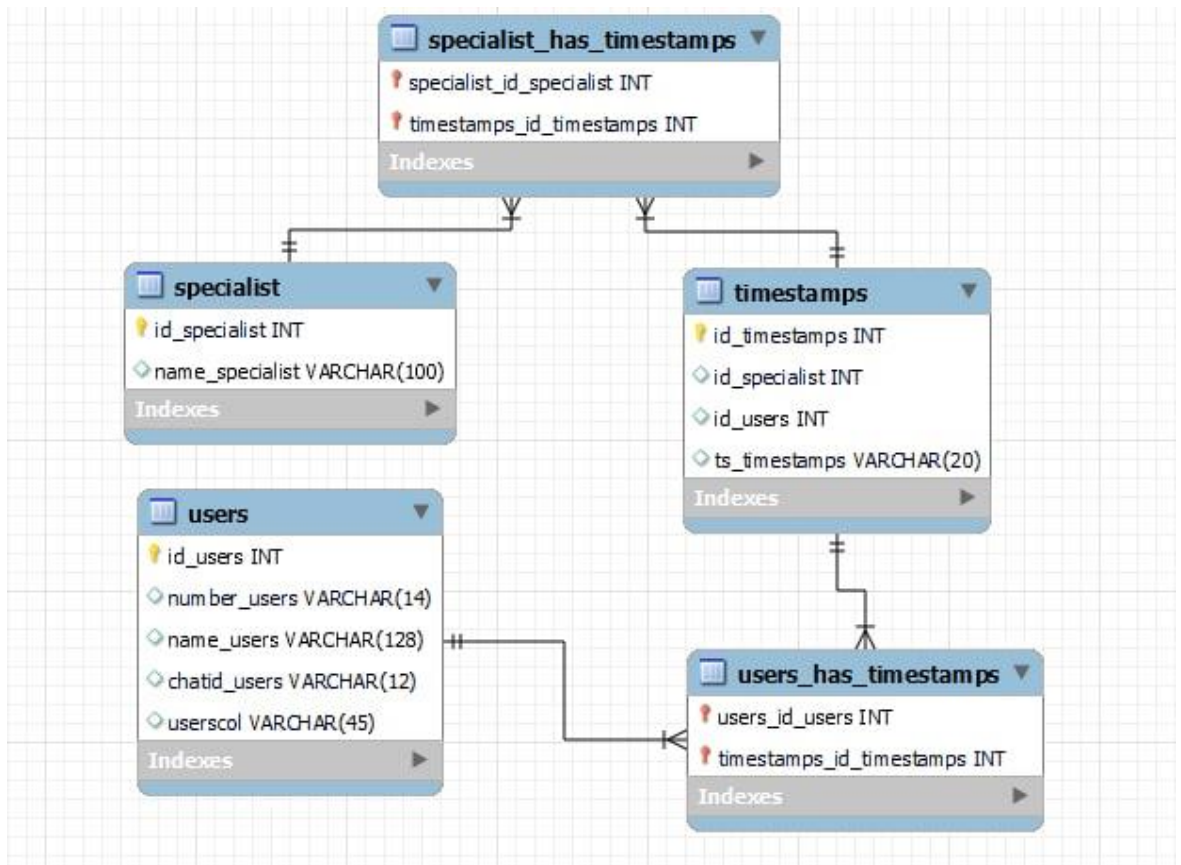 specialist_has_timestamps
specialist_id_specialist INT
timestamps_id_timestamps INT
Indexes
specialist
id_specialist INT
name_specialist VARCHAR(100)
Indexes
timestamps
id_timestamps INT
id_specialist INT
id_users INT
ts_timestamps VARCHAR(20)
Indexes
users
id_users INT
number_users VARCHAR(14)
name_users VARCHAR(128)
chatid_users VARCHAR(12)
userscol VARCHAR(45)
Indexes
users_has_timestamps
users_id_users INT
timestamps_id_timestamps INT
Indexes